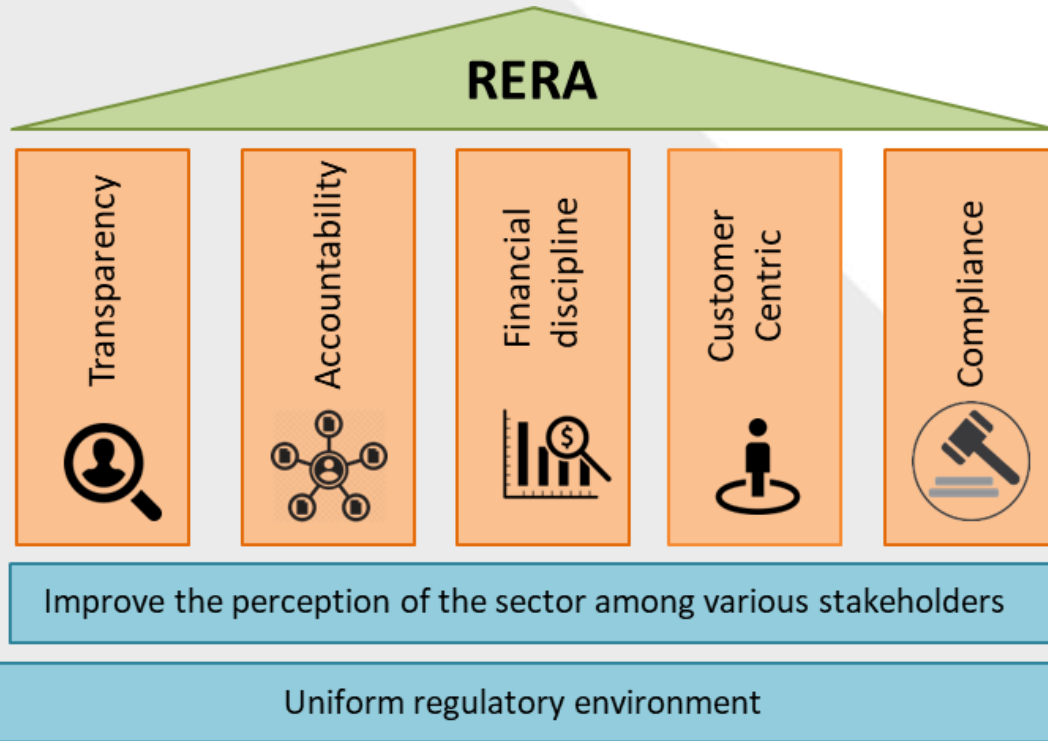 RERA
Transparency
Accountability
Financial
discipline
Customer
Centric
Compliance
$
Improve the perception of the sector among various stakeholders
Uniform regulatory environment